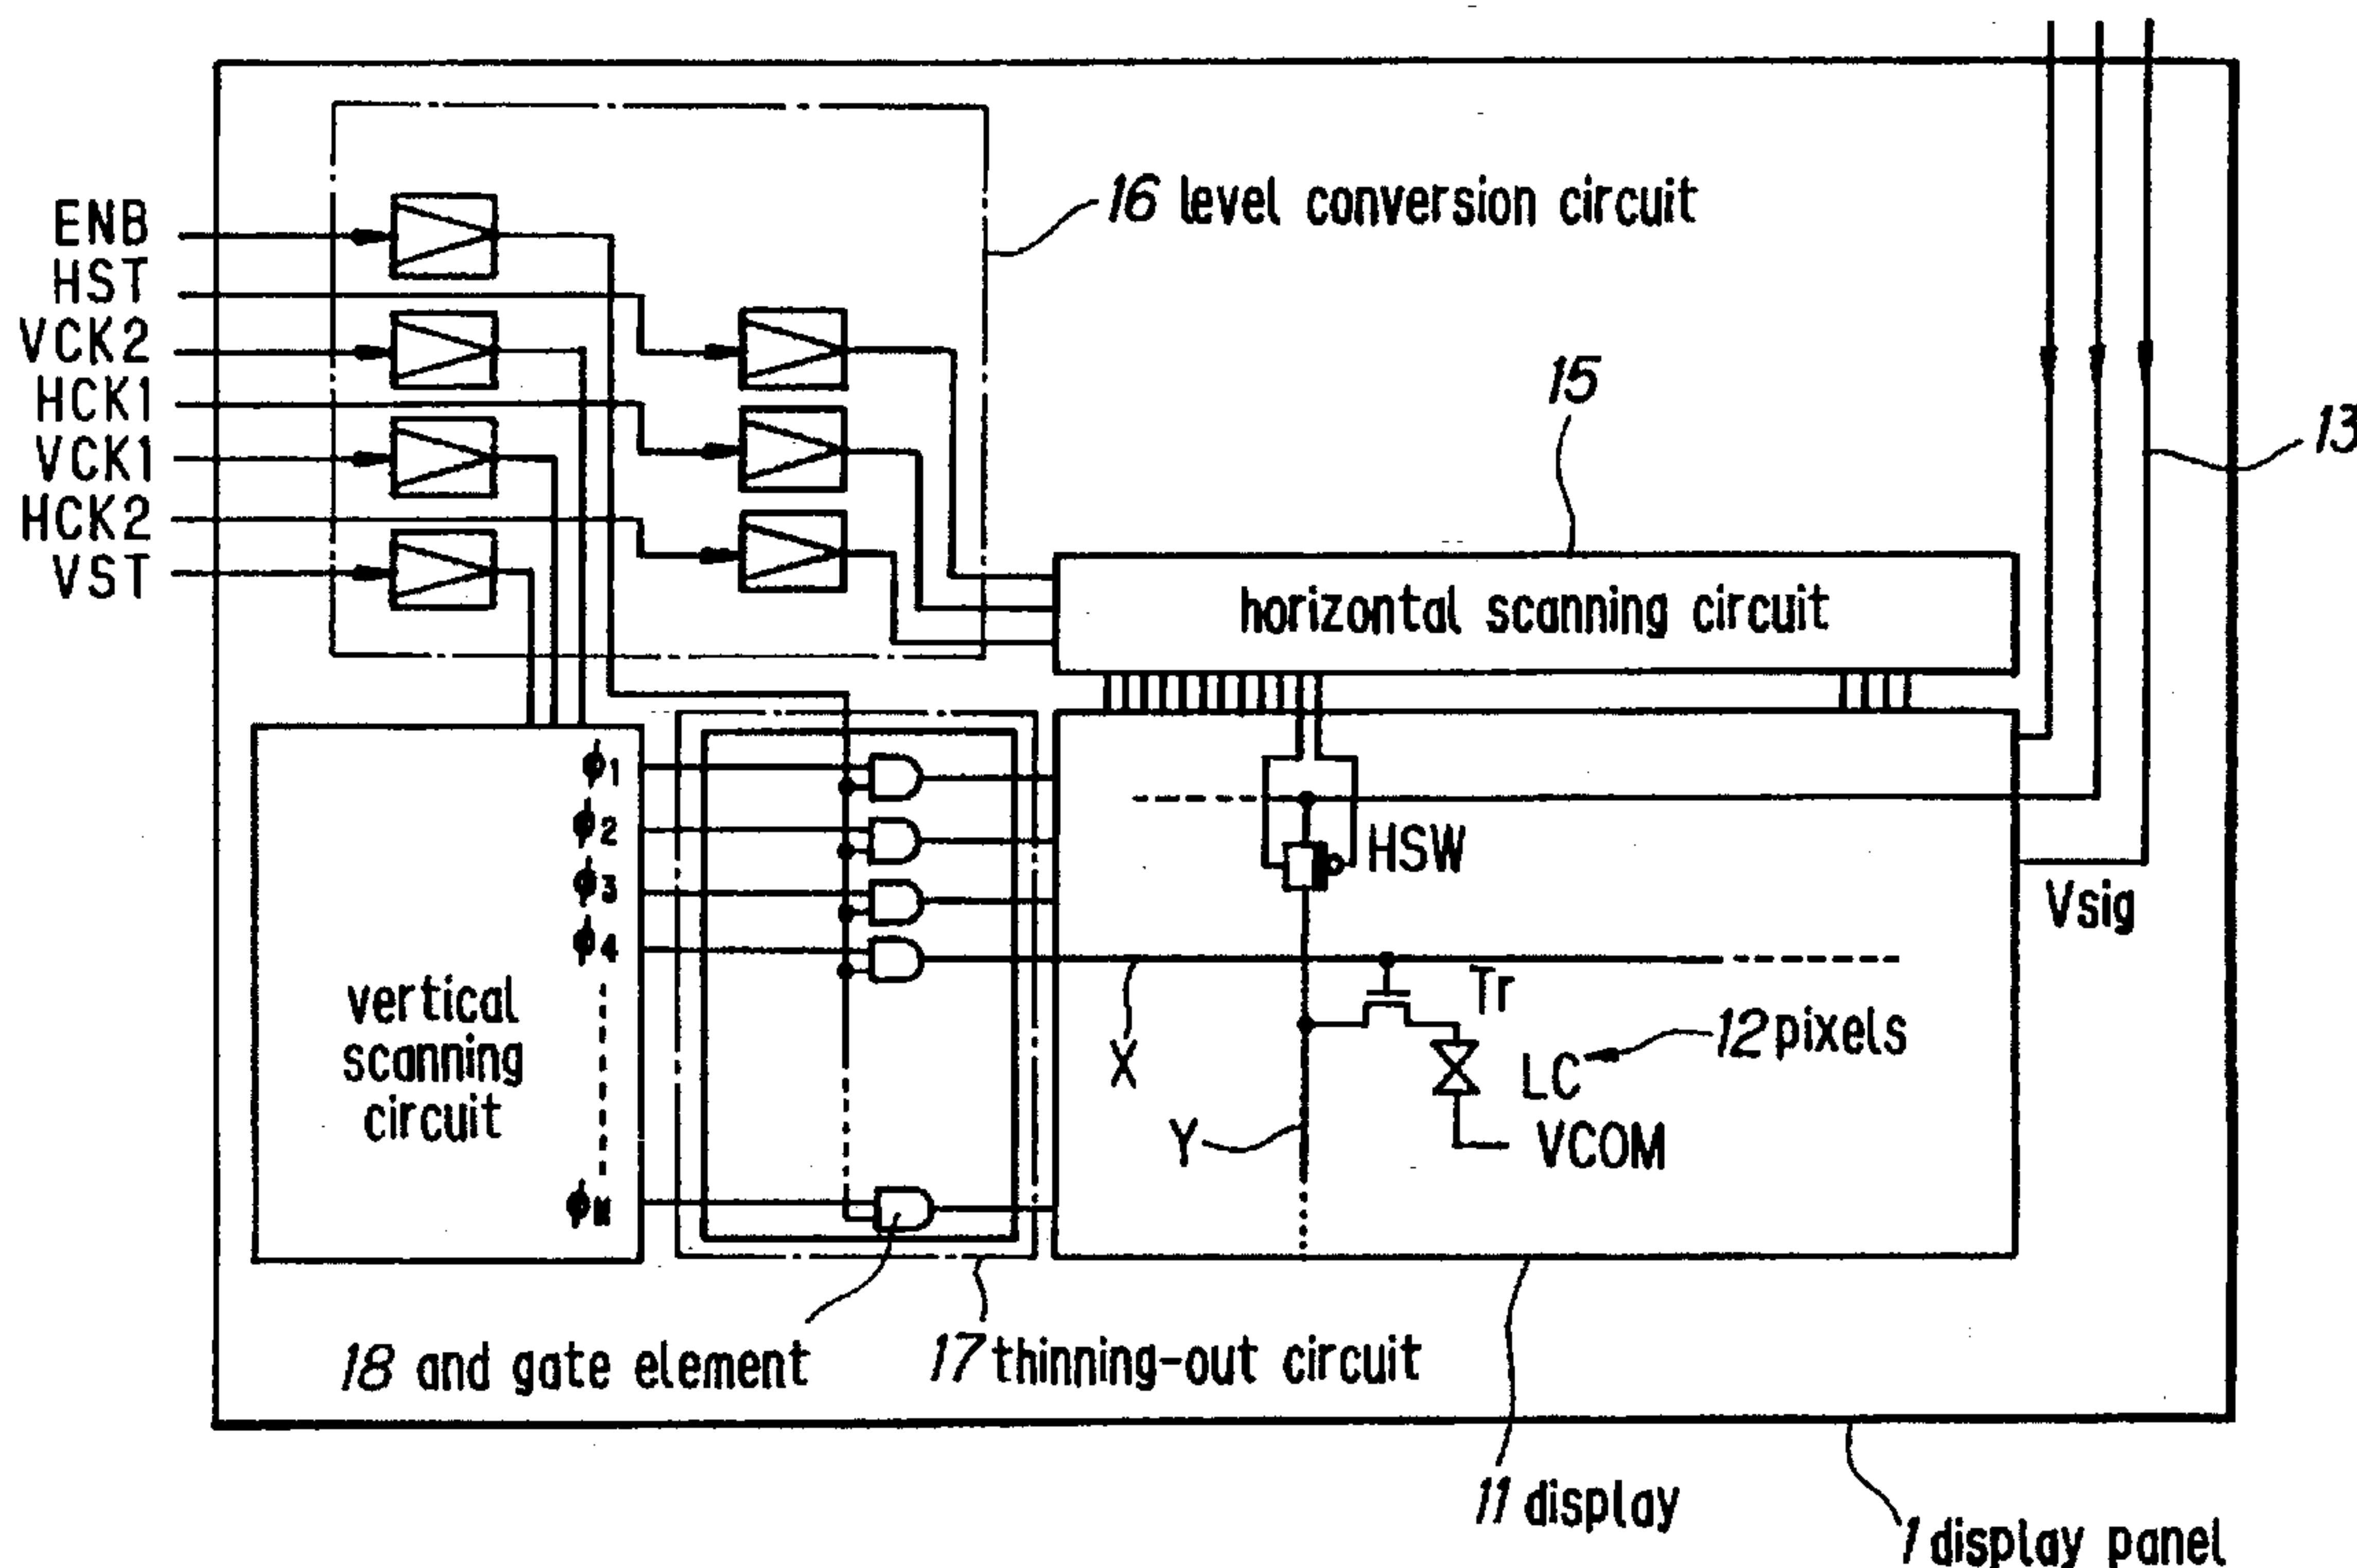 ENB
HST
VCK2
HCK1
VCK1
HCK2
VST
16 level conversion circuit
15
13
horizontal scanning circuit
ϕ1
ϕ2
ϕ3
ϕ4
ϕM
vertical
scanning
circuit
HSW
Vsig
Tr
X
12 pixels
LC
Y
VCOM
18 and gate element
17 thinning-out circuit
11 display
1 display panel